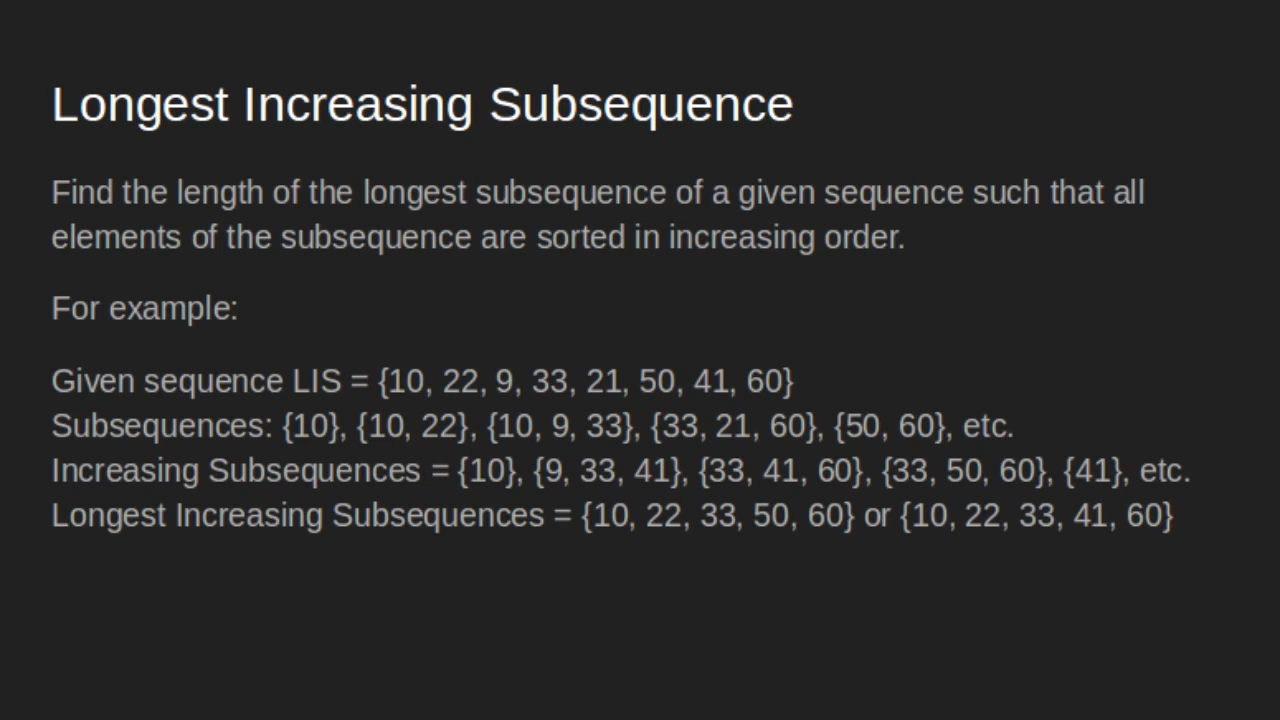 Longest Increasing Subsequence
Find the length of the longest subsequence of a given sequence such that all
elements of the subsequence are sorted in increasing order.
For example:
Given sequence LIS = {10, 22, 9, 33, 21, 50, 41, 60}
Subsequences: {10}, {10, 22}, {10, 9, 33}, {33, 21, 60}, {50, 60}, etc.
Increasing Subsequences = {10}, {9, 33, 41}, {33, 41, 60}, {33, 50, 60}, {41}, etc.
Longest Increasing Subsequences = {10, 22, 33, 50, 60} or {10, 22, 33, 41, 60}